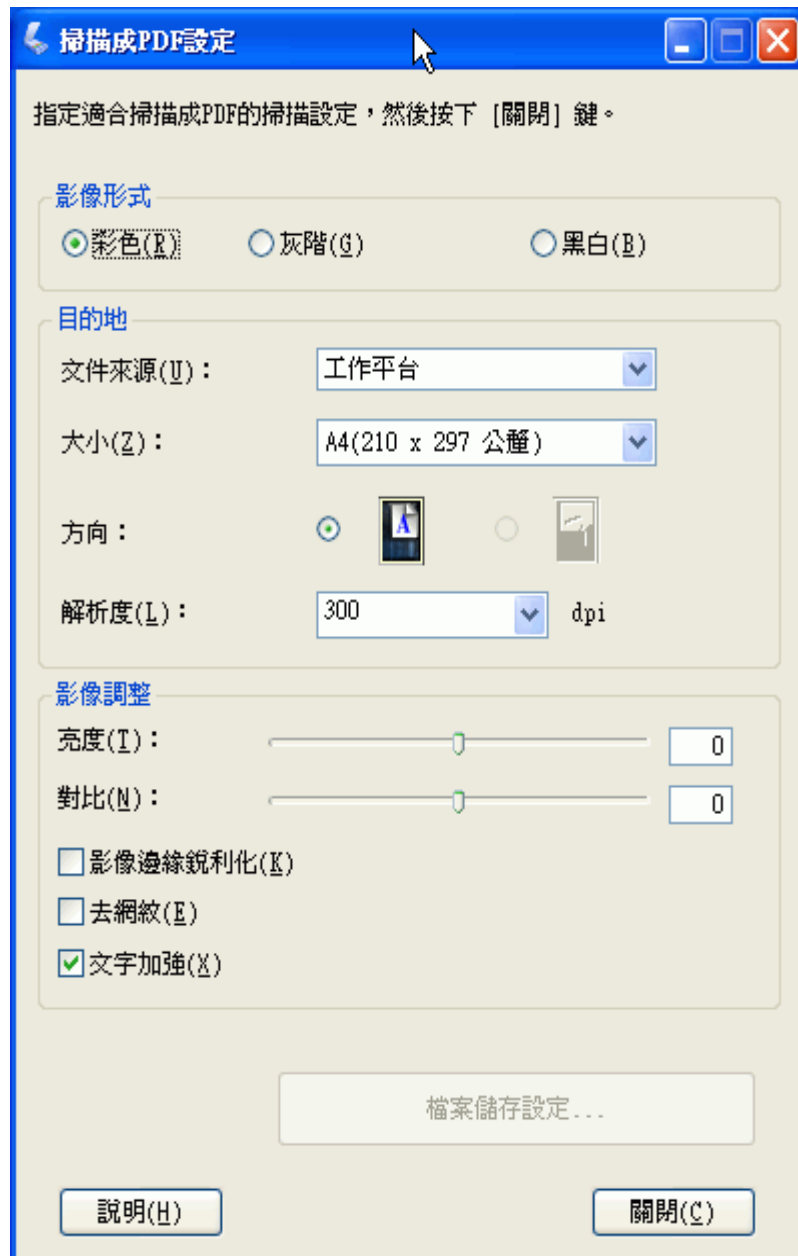 掃描成PDF設定
指定適合掃描成PDF的掃描設定，然後按下 [關閉] 鍵。
影像形式
彩色(R) 灰階(G) 黑白(B)
目的地
文件來源(U)： 工作平台
大小(Z)： A4(210 x 297 公釐)
方向： A
解析度(L)： 300 dpi
影像調整
亮度(T)： 0
對比(N)： 0
影像邊緣銳利化(K)
去網紋(E)
文字加強(X)
檔案儲存設定...
說明(H) 關閉(C)